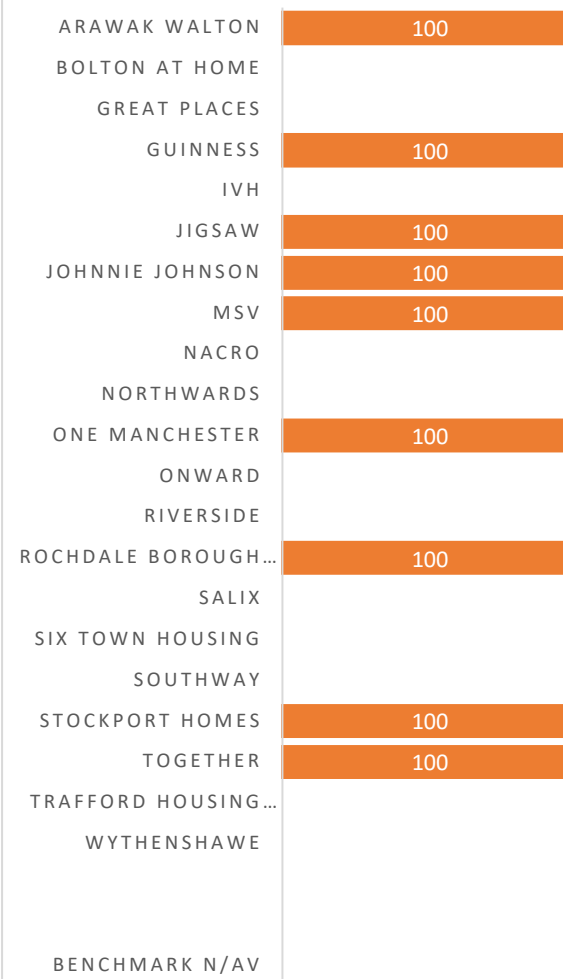 ARAWAK WALTON 100
BOLTON AT HOME
GREAT PLACES
GUINNESS 100
IVH
JIGSAW 100
JOHNNIE JOHNSON 100
MSV 100
NACRO
NORTHWARDS
ONE MANCHESTER 100
ONWARD
RIVERSIDE
ROCHDALE BOROUGH… 100
SALIX
SIX TOWN HOUSING
SOUTHWAY
STOCKPORT HOMES 100
TOGETHER 100
TRAFFORD HOUSING…
WYTHENSHAWE
BENCHMARK N/AV